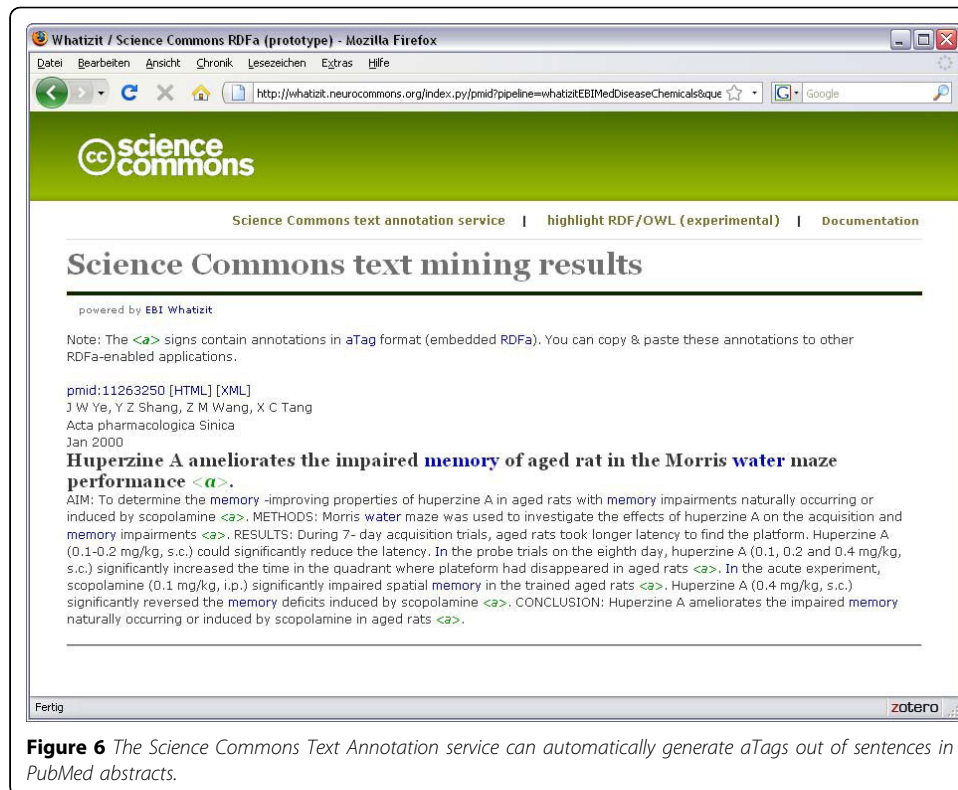 Whatizit / Science Commons RDFa (prototype) - Mozilla Firefox
Datei Bearbeiten Ansicht Chronik Lesezeichen Extras Hilfe
http://whatizit.neurocommons.org/index.py/pmid?pipeline=whatizitEBIMedDiseaseChemicals&que G Google
cc science commons
Science Commons text annotation service | highlight RDF/OWL (experimental) | Documentation
Science Commons text mining results
powered by EBI Whatizit
Note: The <a> signs contain annotations in aTag format (embedded RDFa). You can copy & paste these annotations to other
RDFa-enabled applications.
pmid:11263250 [HTML] [XML]
J W Ye, Y Z Shang, Z M Wang, X C Tang
Acta pharmacologica Sinica
Jan 2000
Huperzine A ameliorates the impaired memory of aged rat in the Morris water maze
performance <a>.
AIM: To determine the memory -improving properties of huperzine A in aged rats with memory impairments naturally occurring or
induced by scopolamine <a>. METHODS: Morris water maze was used to investigate the effects of huperzine A on the acquisition and
memory impairments <a>. RESULTS: During 7- day acquisition trials, aged rats took longer latency to find the platform. Huperzine A
(0.1-0.2 mg/kg, s.c.) could significantly reduce the latency. In the probe trials on the eighth day, huperzine A (0.1, 0.2 and 0.4 mg/kg,
s.c.) significantly increased the time in the quadrant where plateform had disappeared in aged rats <a>. In the acute experiment,
scopolamine (0.1 mg/kg, i.p.) significantly impaired spatial memory in the trained aged rats <a>. Huperzine A (0.4 mg/kg, s.c.)
significantly reversed the memory deficits induced by scopolamine <a>. CONCLUSION: Huperzine A ameliorates the impaired memory
naturally occurring or induced by scopolamine in aged rats <a>.
Fertig zotero
Figure 6 The Science Commons Text Annotation service can automatically generate aTags out of sentences in
PubMed abstracts.